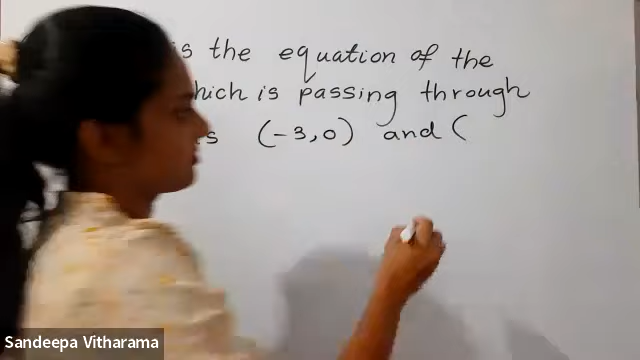 is the equation of the
which is passing through
(-3,0) and (
Sandeepa Vitharama